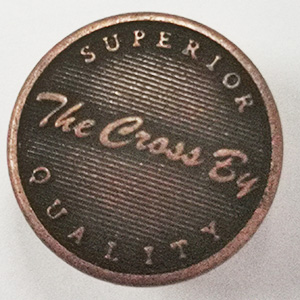 SUPERIOR
The Cross By
QUALITY